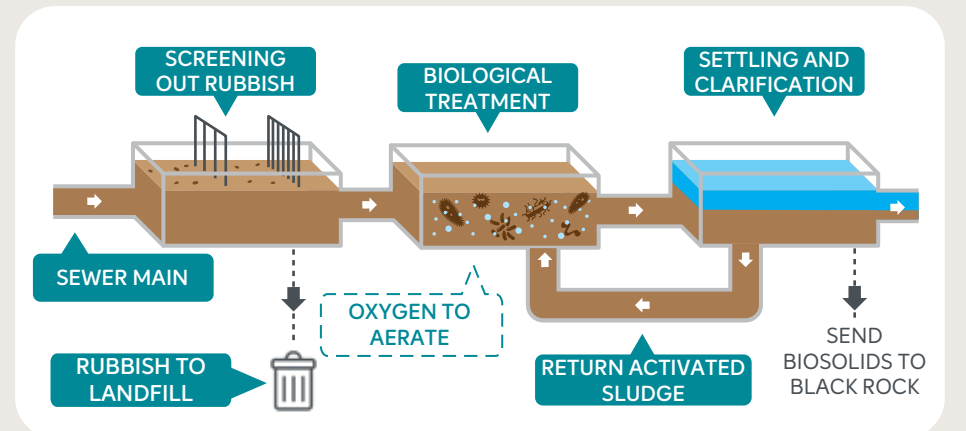 SCREENING
OUT RUBBISH
BIOLOGICAL
TREATMENT
SETTLING AND
CLARIFICATION
SEWER MAIN
OXYGEN TO
AERATE
RUBBISH TO
LANDFILL
RETURN ACTIVATED
SLUDGE
SEND
BIOSOLIDS TO
BLACK ROCK